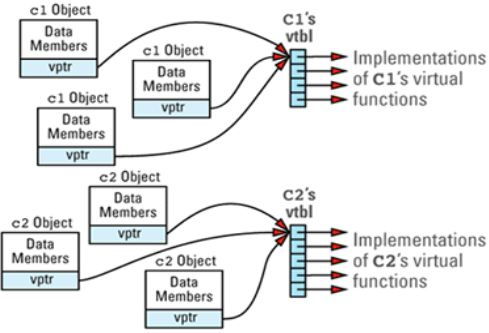 c1 Object
Data
Members
vptr
c1 Object
Data
Members
vptr
c1 Object
Data
Members
vptr
C1's
vtbl
Implementations
of C1's virtual
functions
c2 Object
Data
Members
vptr
c2 Object
Data
Members
vptr
c2 Object
Data
Members
vptr
C2's
vtbl
Implementations
of C2's virtual
functions